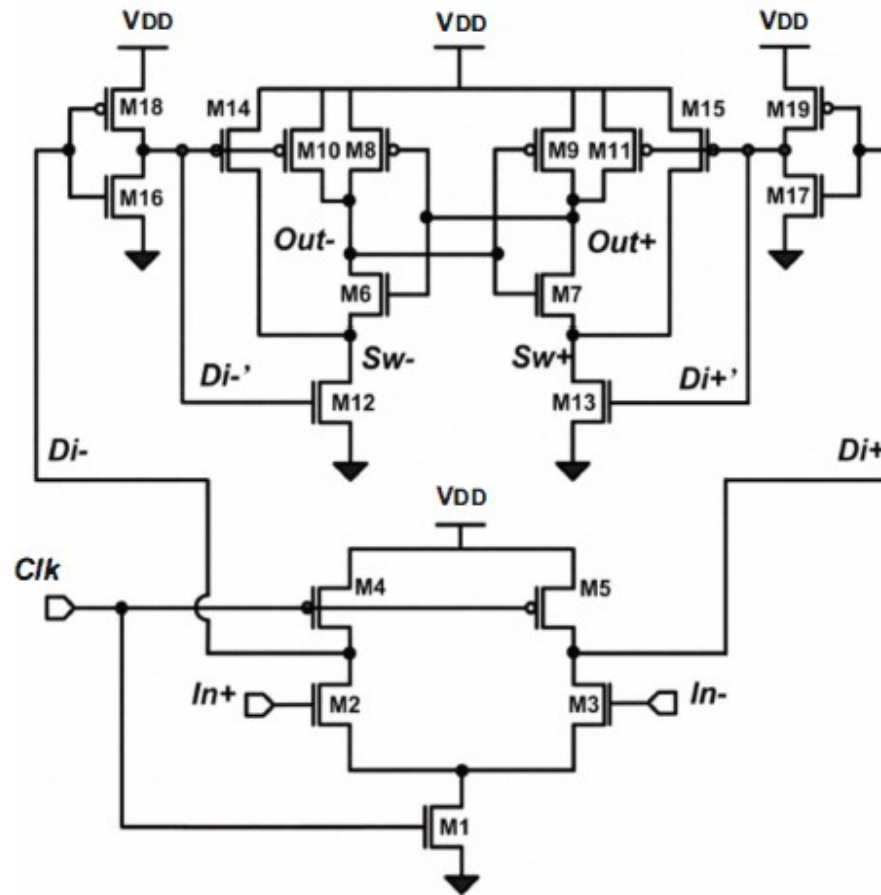 VDD VDD VDD
M18 M14 M15 M19
M10 M8 M9 M11
M16 M17
Out- Out+
M6 M7
Sw- Sw+
Di-’ M12 M13 Di+’
Di- Di+
VDD
Clk
M4 M5
In+ M2 M3 In-
M1